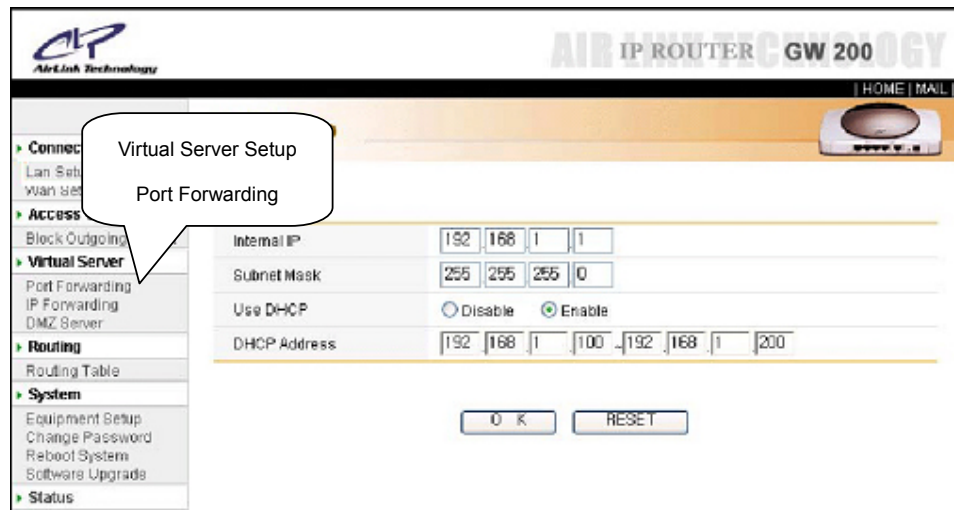 AirLink Technology
AIR LINK TECHNOLOGY
IP ROUTER GW 200
| HOME | MAIL |
Virtual Server Setup
Port Forwarding
Connec
Lan Setu
Wan Set
Access
Block Outgoing
Virtual Server
Port Forwarding
IP Forwarding
DMZ Server
Routing
Routing Table
System
Equipment Setup
Change Password
Reboot System
Software Upgrade
Status
Internal IP 192 . 168 . 1 . 1
Subnet Mask 255 . 255 . 255 . 0
Use DHCP Disable Enable
DHCP Address 192 . 168 . 1 . 100 - 192 . 168 . 1 . 200
O K RESET